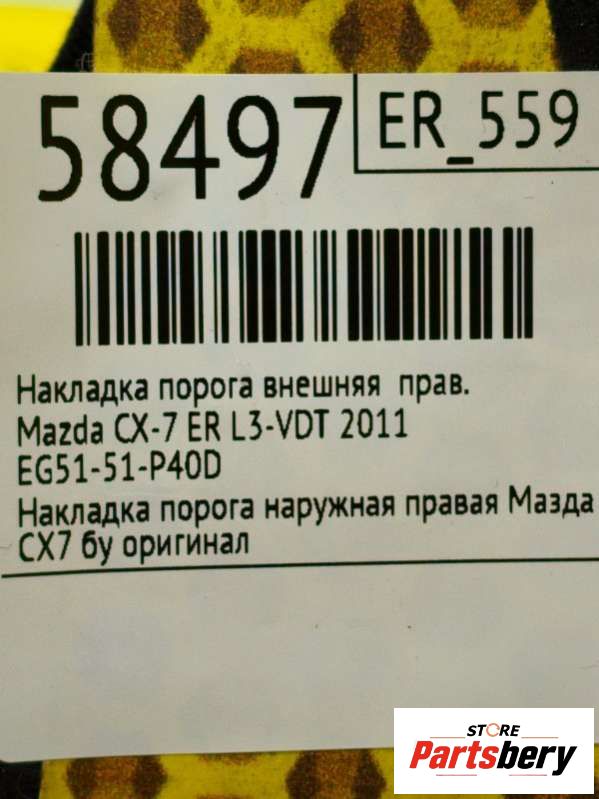 58497
ER_559
Накладка порога внешняя прав.
Mazda CX-7 ER L3-VDT 2011
EG51-51-P40D
Накладка порога наружная правая Мазда
CX7 бу оригинал
STORE
Partsbery